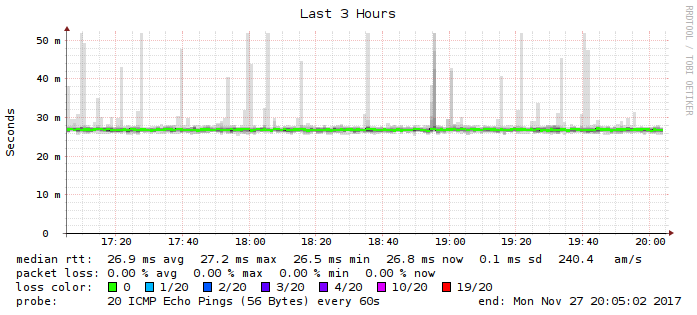 Last 3 Hours
RRDTOOL / TOBI OETIKER
Seconds
50 m
40 m
30 m
20 m
10 m
0
17:20 17:40 18:00 18:20 18:40 19:00 19:20 19:40 20:00
median rtt: 26.9 ms avg 27.2 ms max 26.5 ms min 26.8 ms now 0.1 ms sd 240.4 am/s
packet loss: 0.00 % avg 0.00 % max 0.00 % min 0.00 % now
loss color: 0 1/20 2/20 3/20 4/20 10/20 19/20
probe: 20 ICMP Echo Pings (56 Bytes) every 60s end: Mon Nov 27 20:05:02 2017